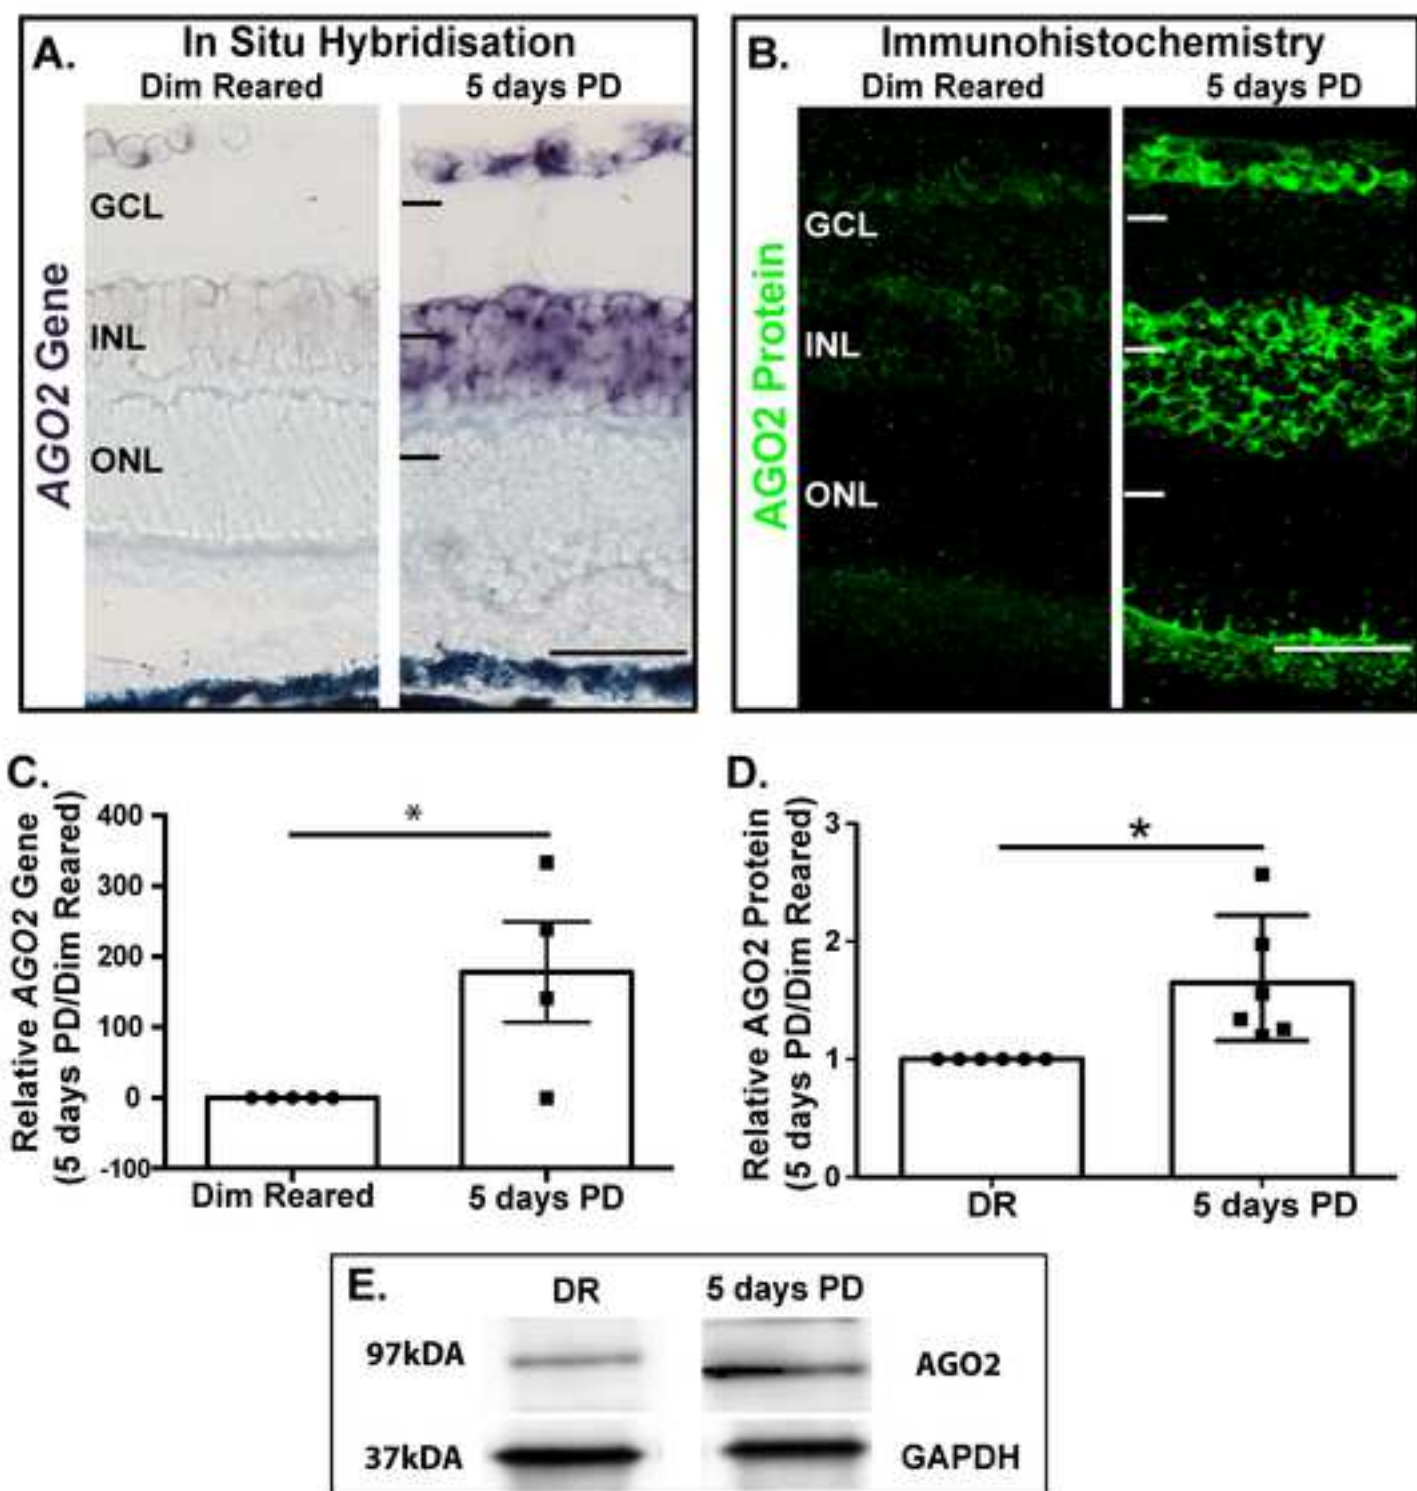 A.
In Situ Hybridisation
Dim Reared
5 days PD
AGO2 Gene
GCL
INL
ONL
B.
Immunohistochemistry
Dim Reared
5 days PD
AGO2 Protein
GCL
INL
ONL
C.
Relative AGO2 Gene
(5 days PD/Dim Reared)
400
300
200
100
0
-100
*
Dim Reared
5 days PD
D.
Relative AGO2 Protein
(5 days PD/Dim Reared)
3
2
1
0
*
DR
5 days PD
E.
DR
5 days PD
97kDA
AGO2
37kDA
GAPDH